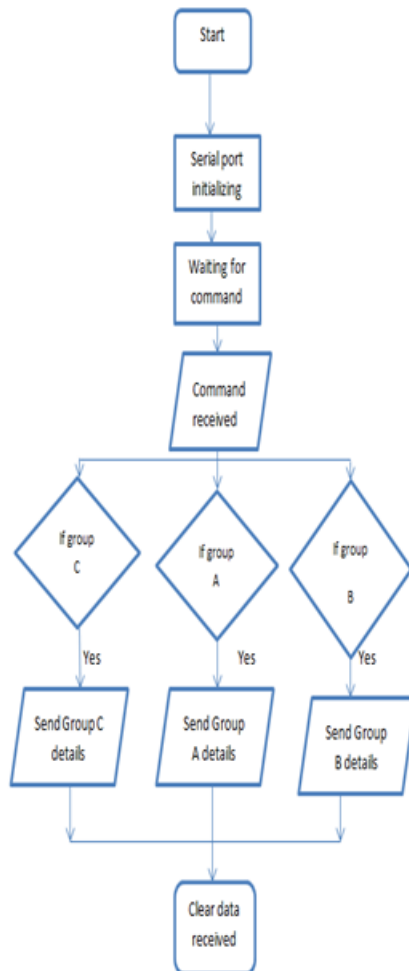 Start
Serial port
initializing
Waiting for
command
Command
received
If group
C
If group
A
If group
B
Yes
Yes
Yes
Send Group C
details
Send Group
A details
Send Group
B details
Clear data
received